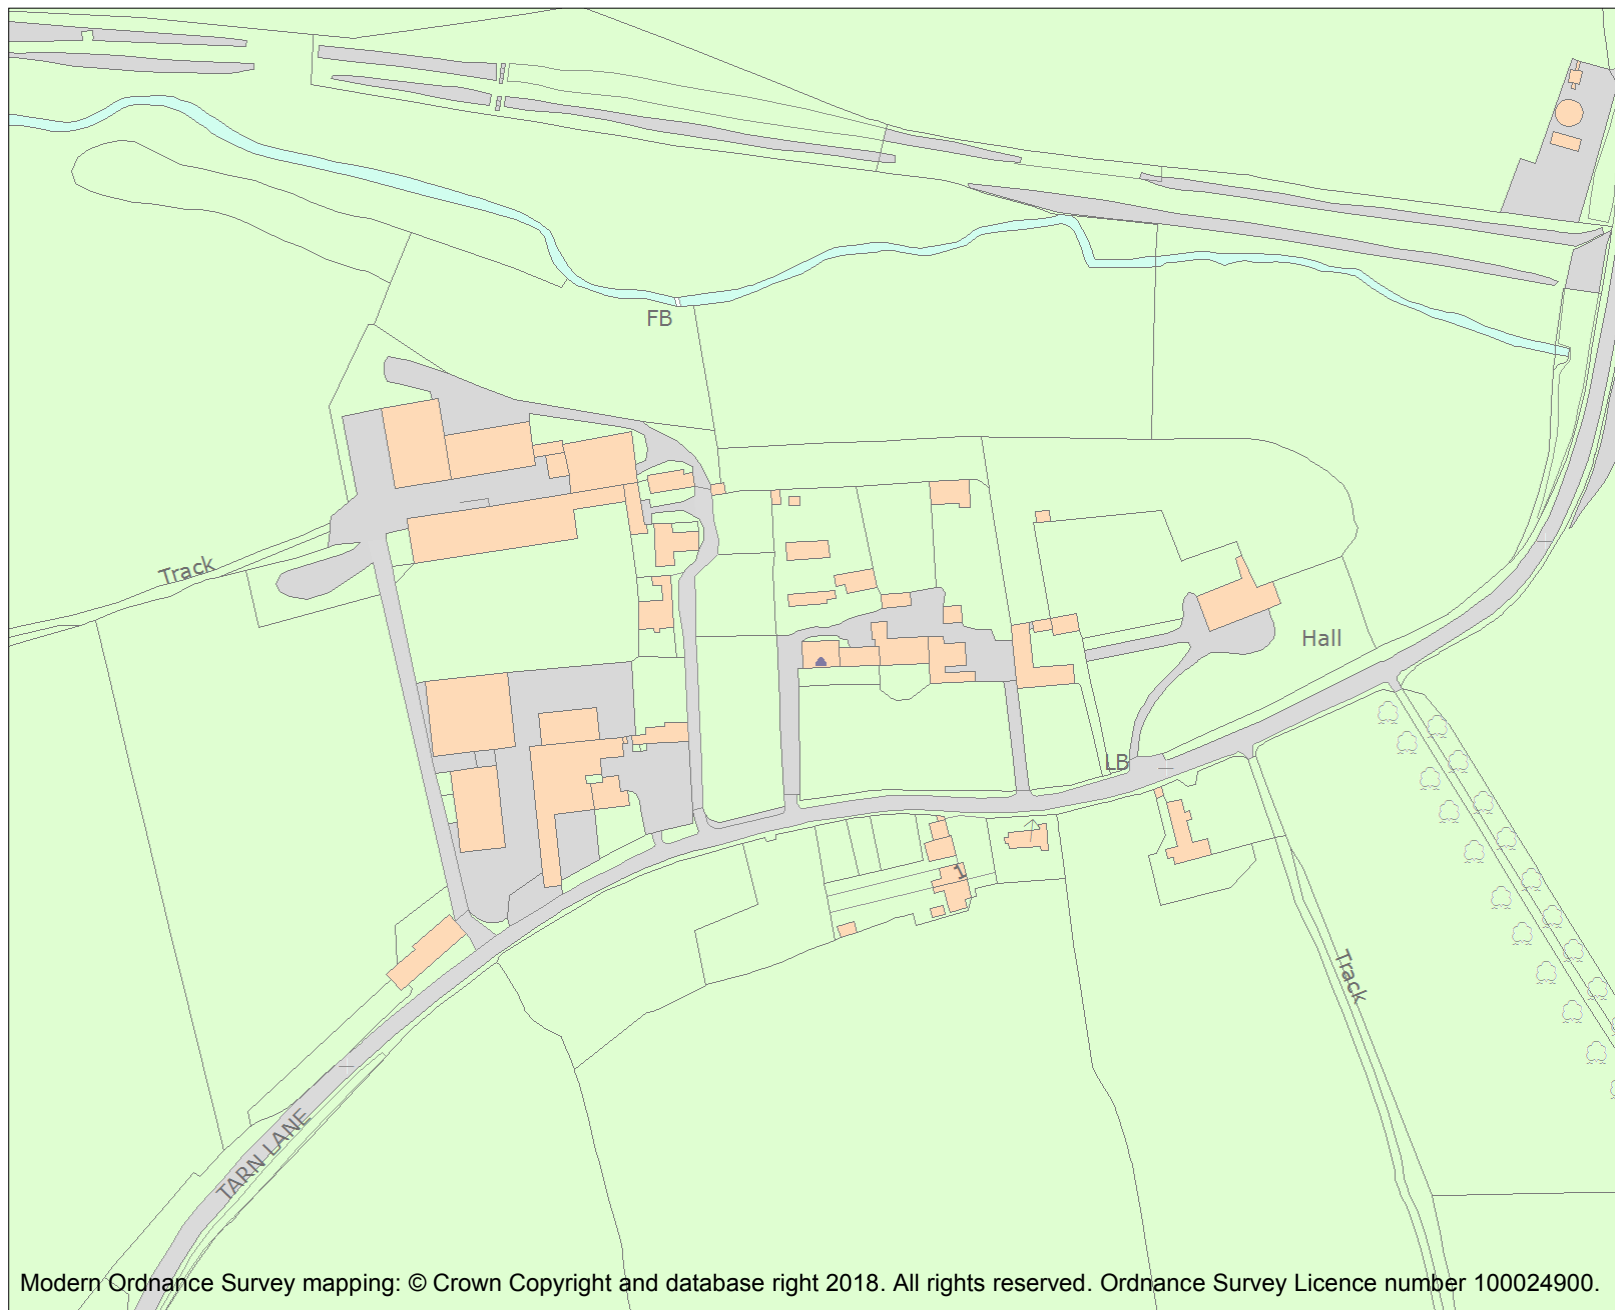 FB
Track
Hall
LB
1
Track
TARN LANE
Modern Ordnance Survey mapping: © Crown Copyright and database right 2018. All rights reserved. Ordnance Survey Licence number 100024900.